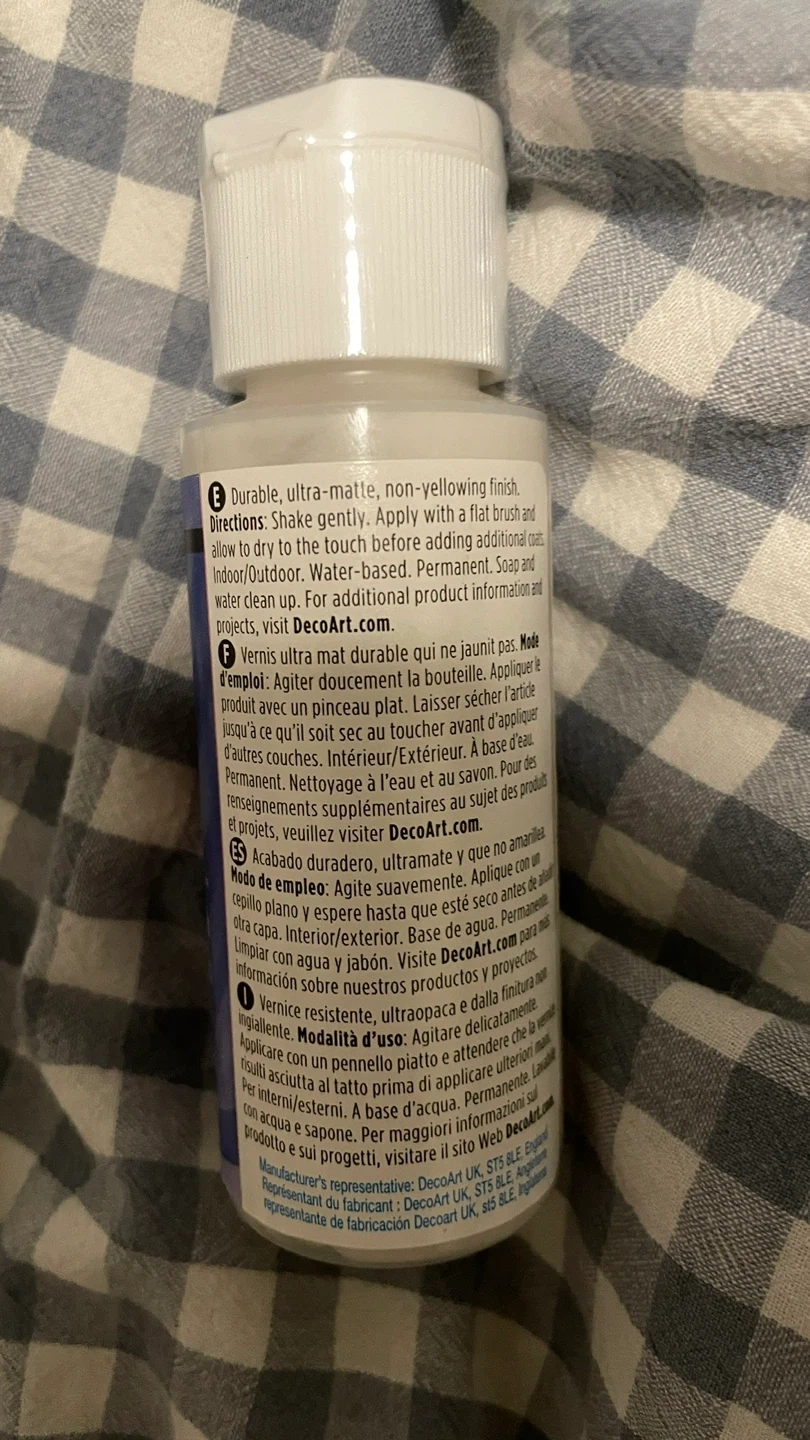 E Durable, ultra-matte, non-yellowing finish.
Directions: Shake gently. Apply with a flat brush and
allow to dry to the touch before adding additional coats.
Indoor/Outdoor. Water-based. Permanent. Soap and
water clean up. For additional product information and
projects, visit DecoArt.com.
F Vernis ultra mat durable qui ne jaunit pas. Mode
d'emploi: Agiter doucement la bouteille. Appliquer le
produit avec un pinceau plat. Laisser sécher l'article
jusqu'à ce qu'il soit sec au toucher avant d'appliquer
d'autres couches. Intérieur/Extérieur. À base d'eau.
Permanent. Nettoyage à l'eau et au savon. Pour des
renseignements supplémentaires au sujet des produits
et projets, veuillez visiter DecoArt.com.
ES Acabado duradero, ultramate y que no amarillea.
Modo de empleo: Agite suavemente. Aplique con un
cepillo plano y espere hasta que esté seco antes de añadir
otra capa. Interior/exterior. Base de agua. Permanente.
Limpiar con agua y jabón. Visite DecoArt.com para más
información sobre nuestros productos y proyectos.
I Vernice resistente, ultraopaca e dalla finitura non
ingiallente. Modalità d'uso: Agitare delicatamente.
Applicare con un pennello piatto e attendere che la vernice
risulti asciutta al tatto prima di applicare ulteriori mani.
Per interni/esterni. A base d'acqua. Permanente. Lavabile
con acqua e sapone. Per maggiori informazioni sul
prodotto e sui progetti, visitare il sito Web DecoArt.com.
Manufacturer's representative: DecoArt UK, ST5 8LE, England
Représentant du fabricant : DecoArt UK, ST5 8LE, Angleterre
representante de fabricación Decoart UK, st5 8LE, Inglaterra